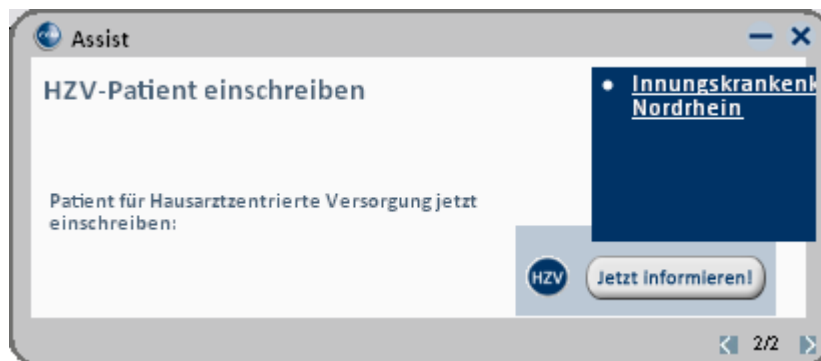 Assist
HZV-Patient einschreiben
Innungskrankenk
Nordrhein
Patient für Hausarztzentrierte Versorgung jetzt
einschreiben:
HZV
Jetzt informieren!
2/2